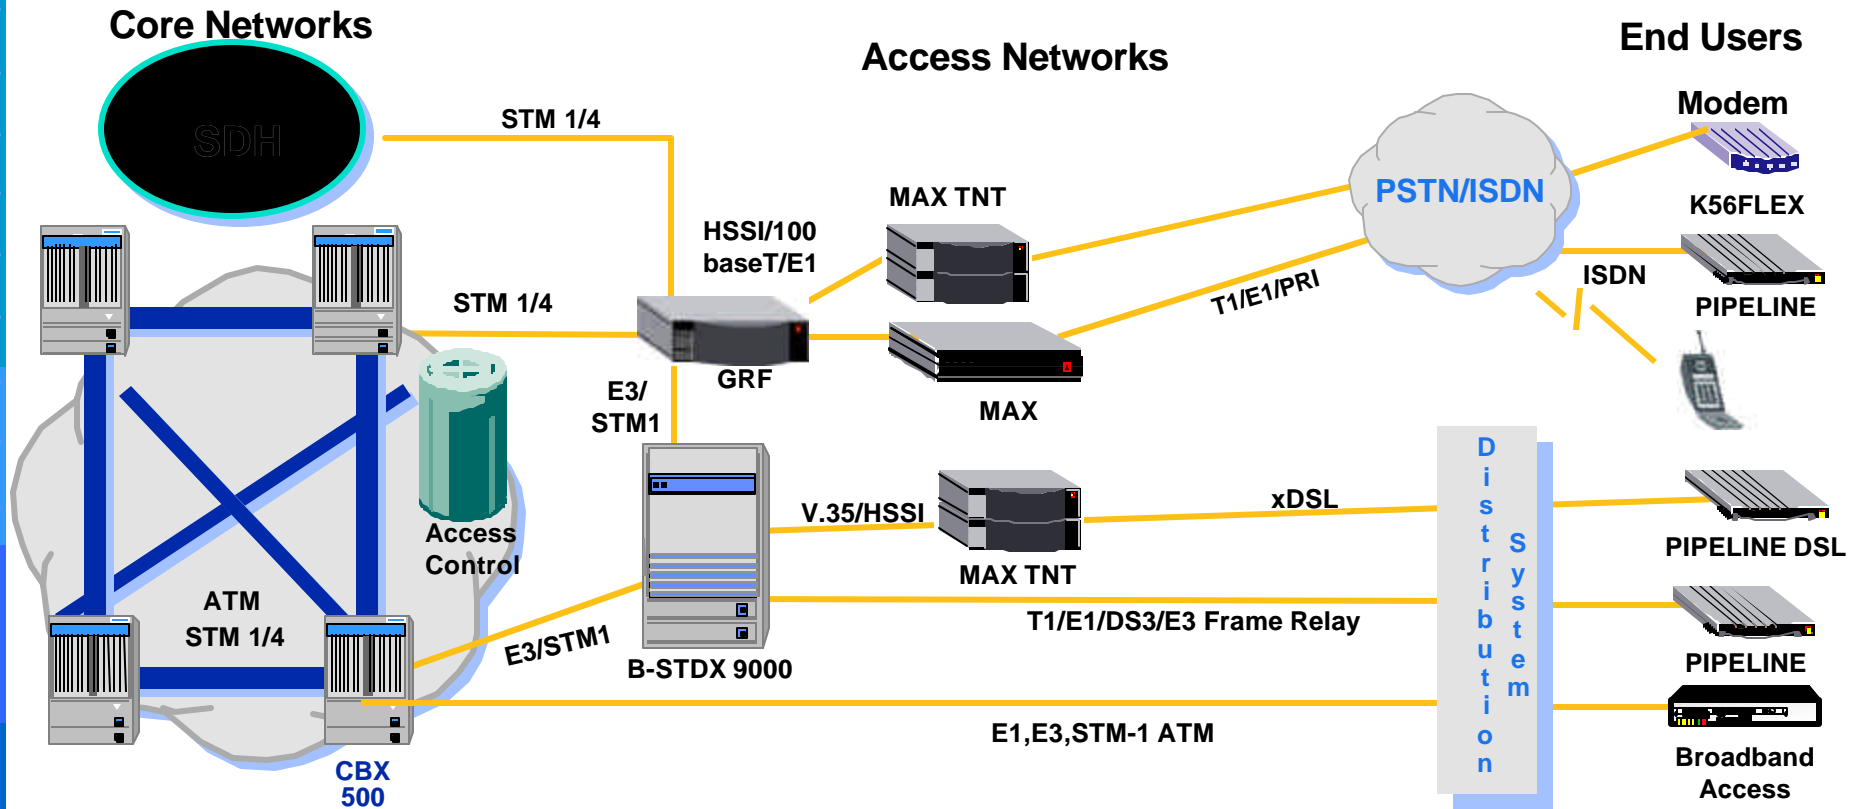 Core Networks
Access Networks
End Users
SDH
STM 1/4
Modem
MAX TNT
PSTN/ISDN
K56FLEX
HSSI/100
baseT/E1
ISDN
STM 1/4
T1/E1/PRI
PIPELINE
GRF
E3/
STM1
MAX
Distribution
System
V.35/HSSI
xDSL
Access
Control
PIPELINE DSL
MAX TNT
ATM
STM 1/4
T1/E1/DS3/E3 Frame Relay
E3/STM1
B-STDX 9000
PIPELINE
E1,E3,STM-1 ATM
CBX
500
Broadband
Access